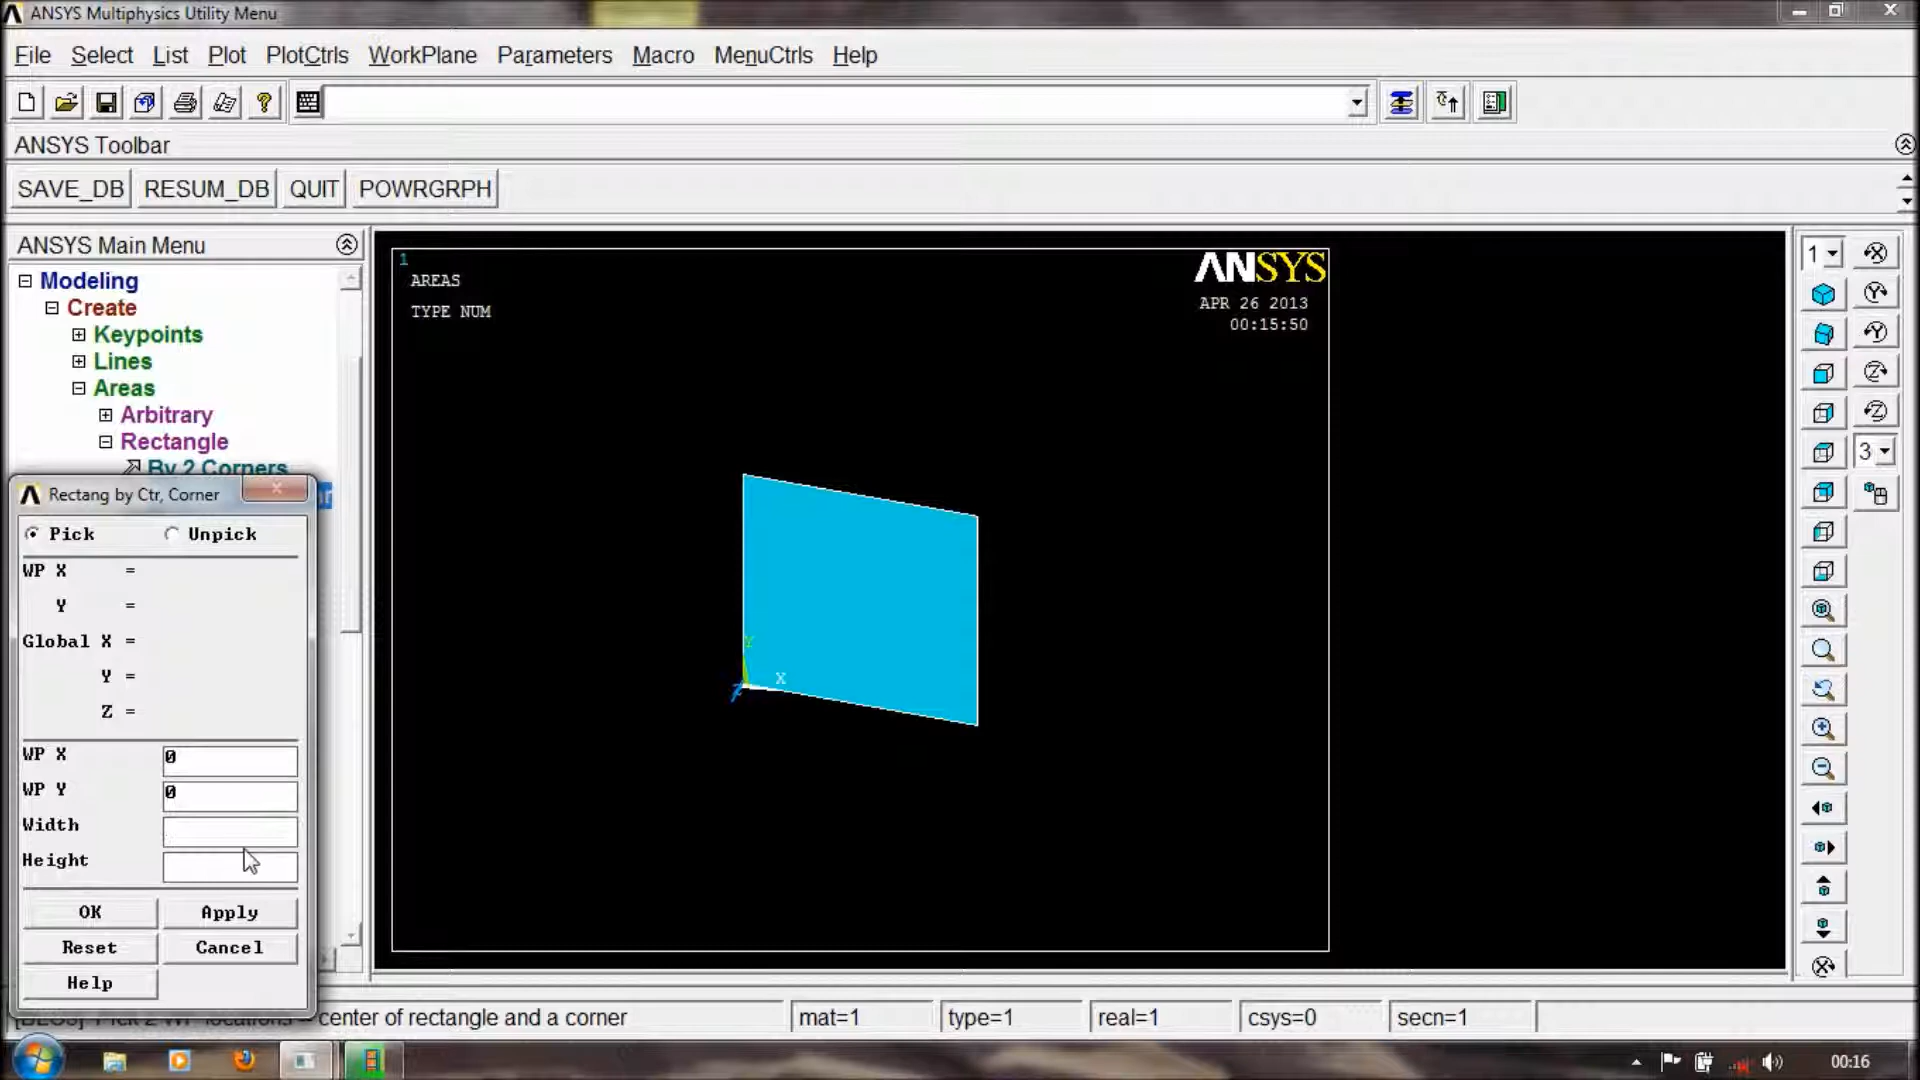 ANSYS Multiphysics Utility Menu
File Select List Plot PlotCtrls WorkPlane Parameters Macro MenuCtrls Help
ANSYS Toolbar
SAVE_DB RESUM_DB QUIT POWRGRPH
ANSYS Main Menu
Modeling
Create
Keypoints
Lines
Areas
Arbitrary
Rectangle
By 2 Corners
Rectang by Ctr, Corner
Pick Unpick
WP X =
Y =
Global X =
Y =
Z =
WP X 0
WP Y 0
Width
Height
OK Apply
Reset Cancel
Help
1
AREAS
TYPE NUM
ANSYS
APR 26 2013
00:15:50
Y
X
Z
1
3
center of rectangle and a corner
mat=1 type=1 real=1 csys=0 secn=1
00:16